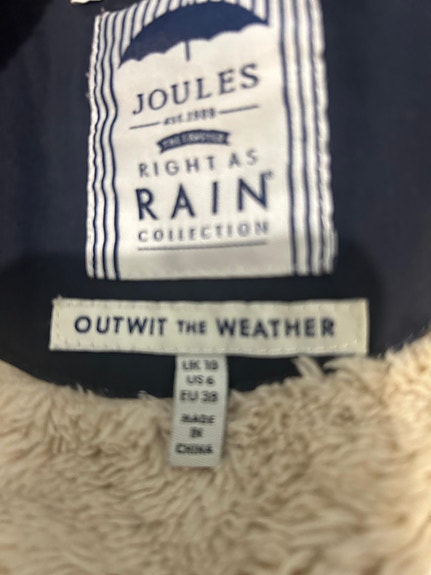 JOULES
est.1989
RIGHT AS
RAIN®
COLLECTION
OUTWIT THE WEATHER
UK 10
US 6
EU 38
MADE
IN
CHINA